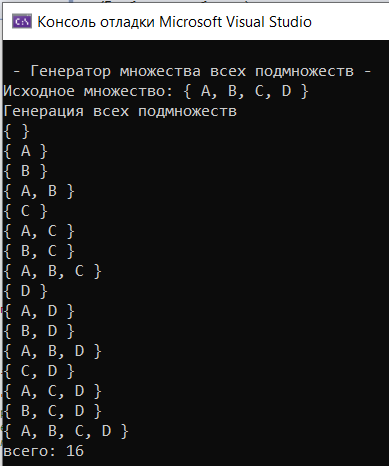 Консоль отладки Microsoft Visual Studio
- Генератор множества всех подмножеств -
Исходное множество: { A, B, C, D }
Генерация всех подмножеств
{ }
{ A }
{ B }
{ A, B }
{ C }
{ A, C }
{ B, C }
{ A, B, C }
{ D }
{ A, D }
{ B, D }
{ A, B, D }
{ C, D }
{ A, C, D }
{ B, C, D }
{ A, B, C, D }
всего: 16